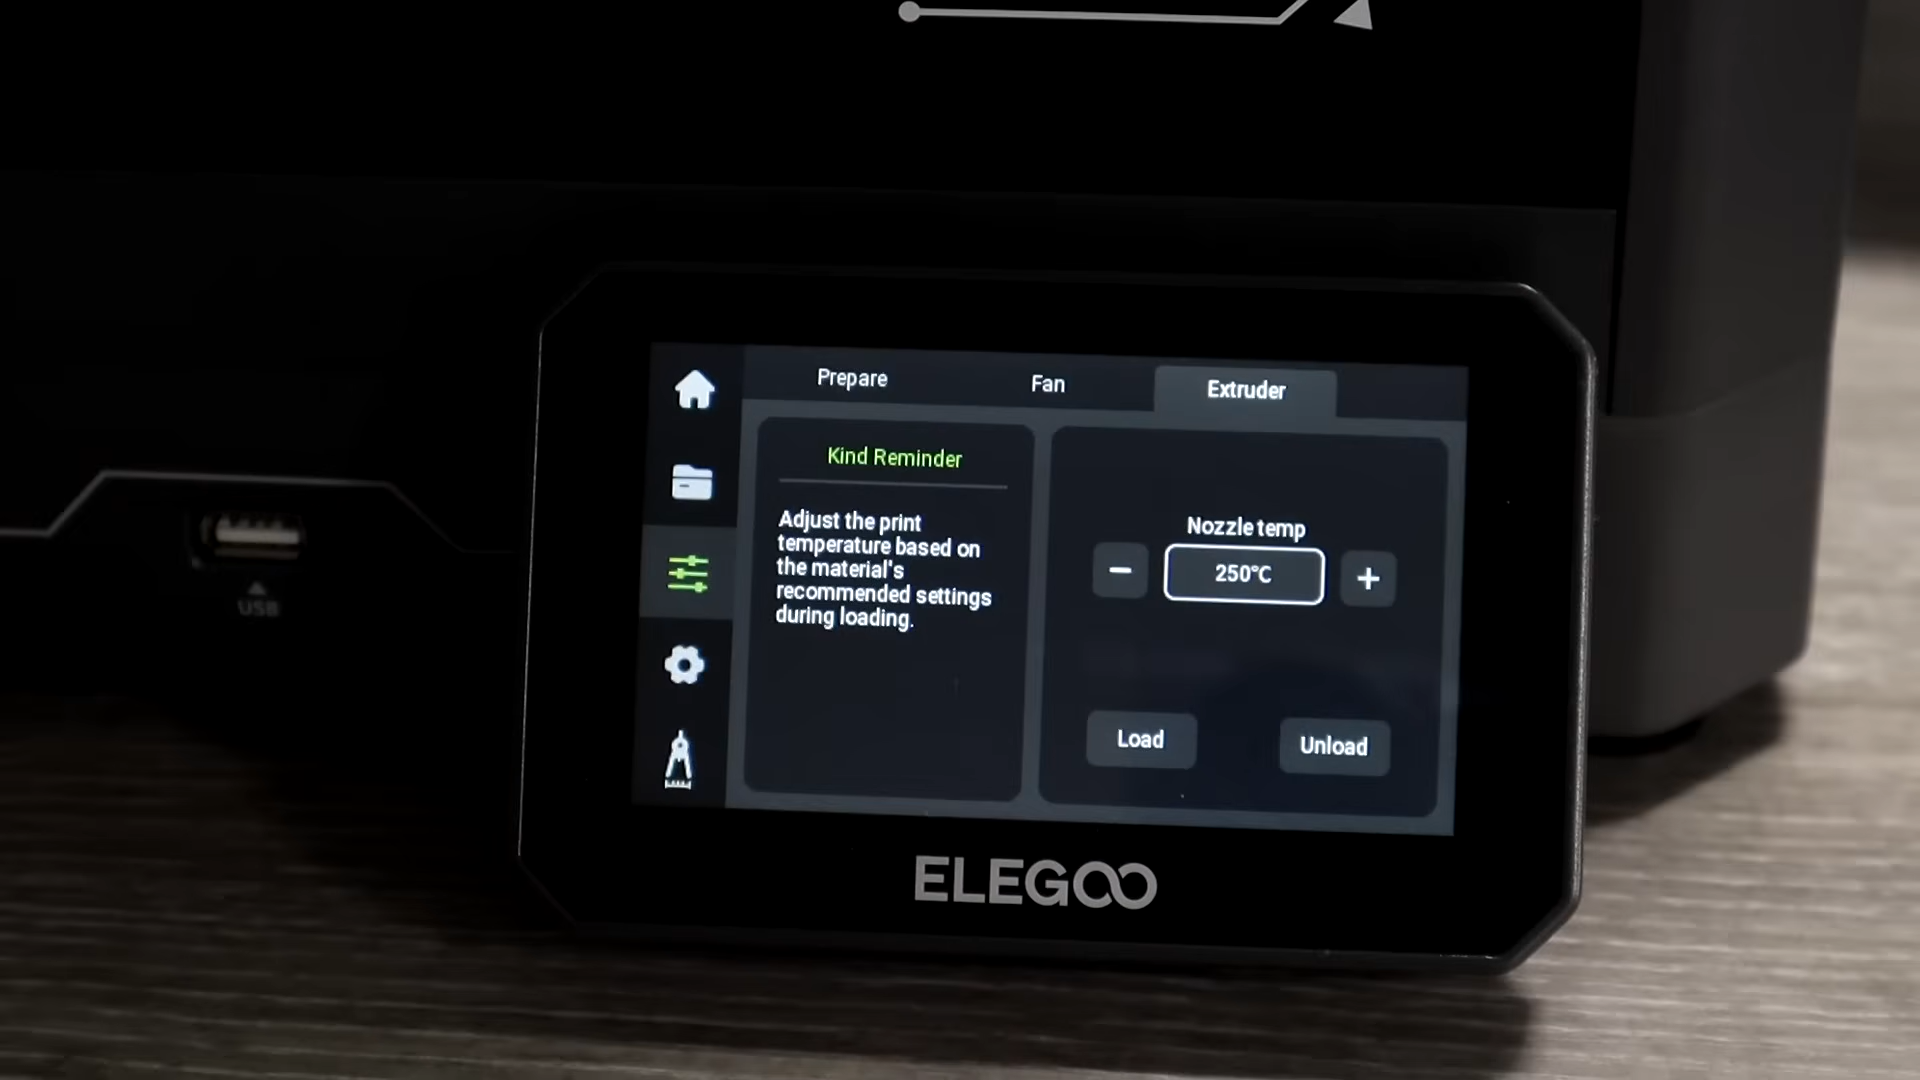 Prepare
Fan
Extruder
Kind Reminder
Adjust the print
temperature based on
the material's
recommended settings
during loading.
Nozzle temp
250°C
Load
Unload
USB
ELEGOO